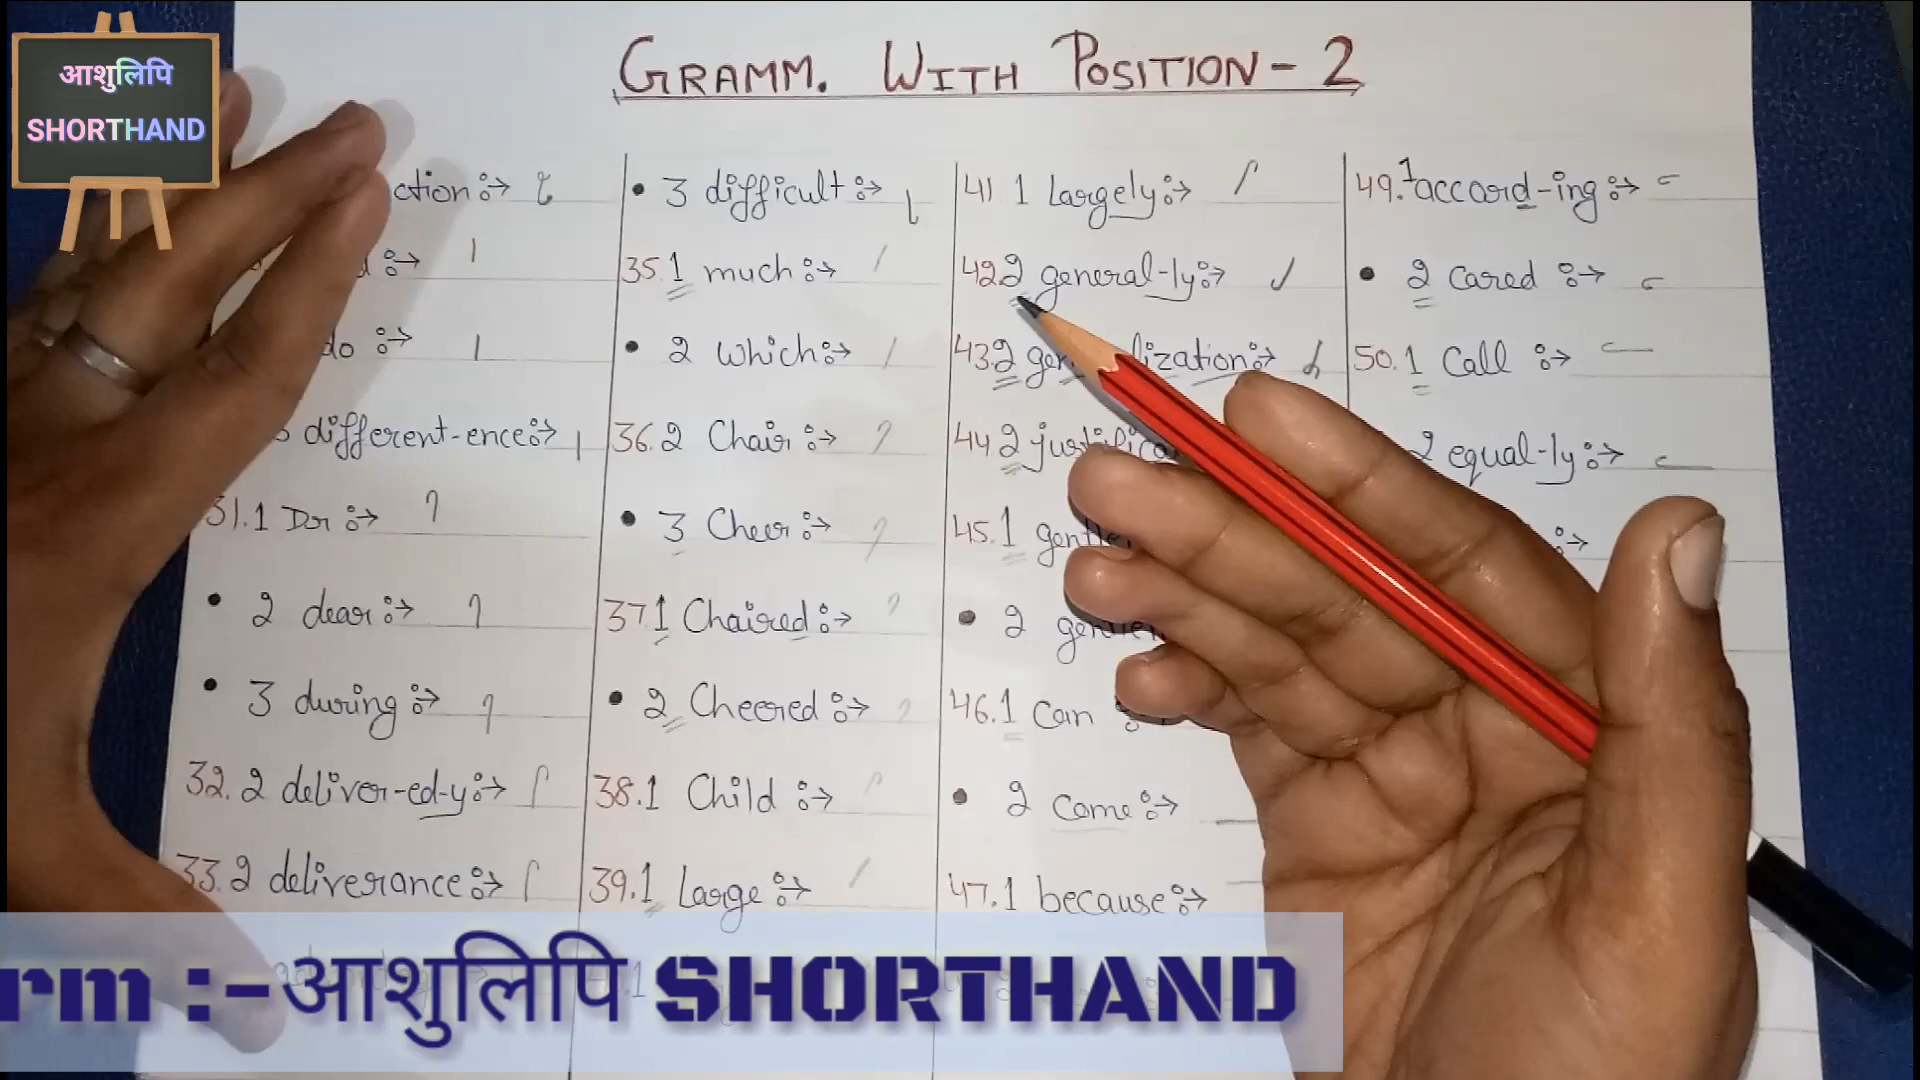 आशुलिपि
SHORTHAND
GRAMM. WITH POSITION - 2
ction :→
:→
do :→
different-ence :→
31. 1 Dr :→
• 2 dear :→
• 3 during :→
32. 2 deliver-ed-y :→
33. 2 deliverance :→
• 3 difficult :→
35. 1 much :→
• 2 which :→
36. 2 Chair :→
• 3 Cheer :→
37. 1 Chaired :→
• 2 Cheered :→
38. 1 Child :→
39. 1 Large :→
41. 1 Largely :→
42. 2 general-ly :→
43. 2 gen lization :→
44. 2 justifica
45. 1 gentle
• 2
46. 1 Can
• 2 Come :→
47. 1 because :→
49. 1 accord-ing :→
• 2 Cared :→
50. 1 Call :→
2 equal-ly :→
:→
rm :-आशुलिपि SHORTHAND